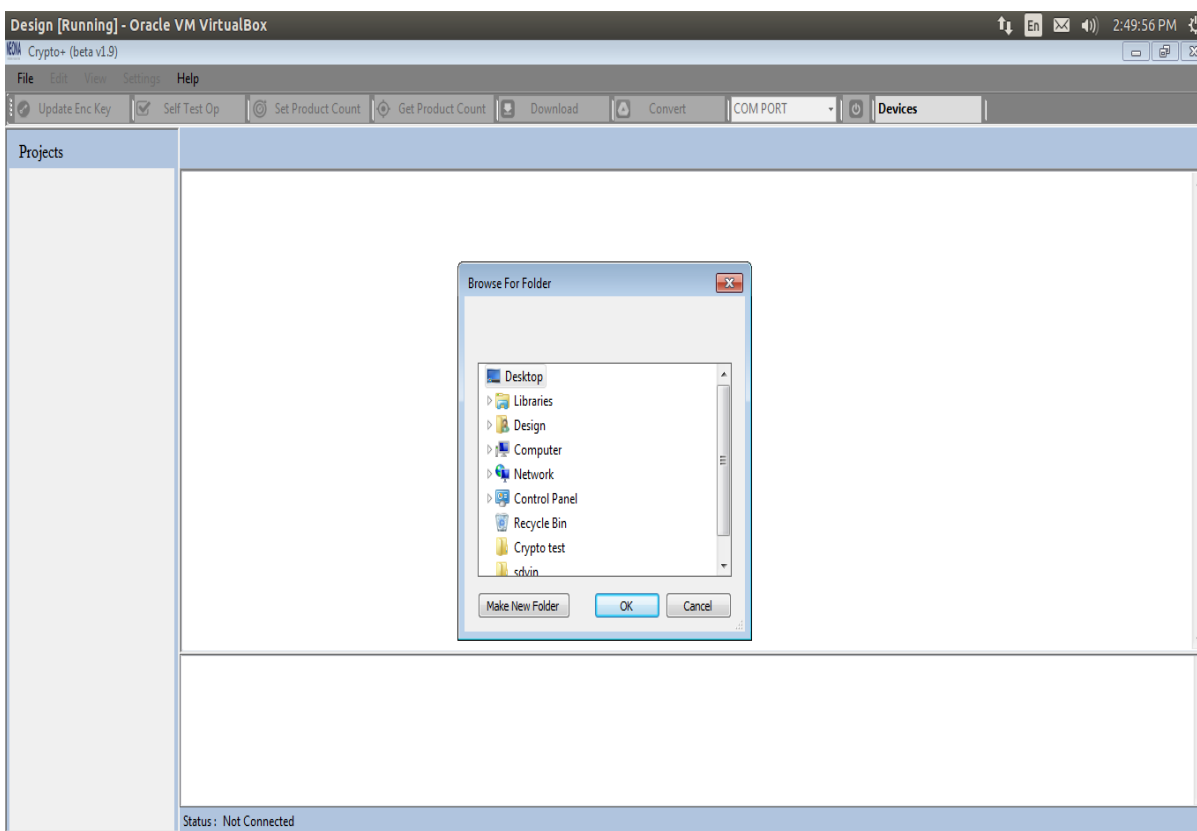 Design [Running] - Oracle VM VirtualBox En 2:49:56 PM
NEOMA Crypto+ (beta v1.9)
File Edit View Settings Help
Update Enc Key Self Test Op Set Product Count Get Product Count Download Convert COM PORT Devices
Projects
Browse For Folder
Desktop
Libraries
Design
Computer
Network
Control Panel
Recycle Bin
Crypto test
sdvin
Make New Folder OK Cancel
Status : Not Connected